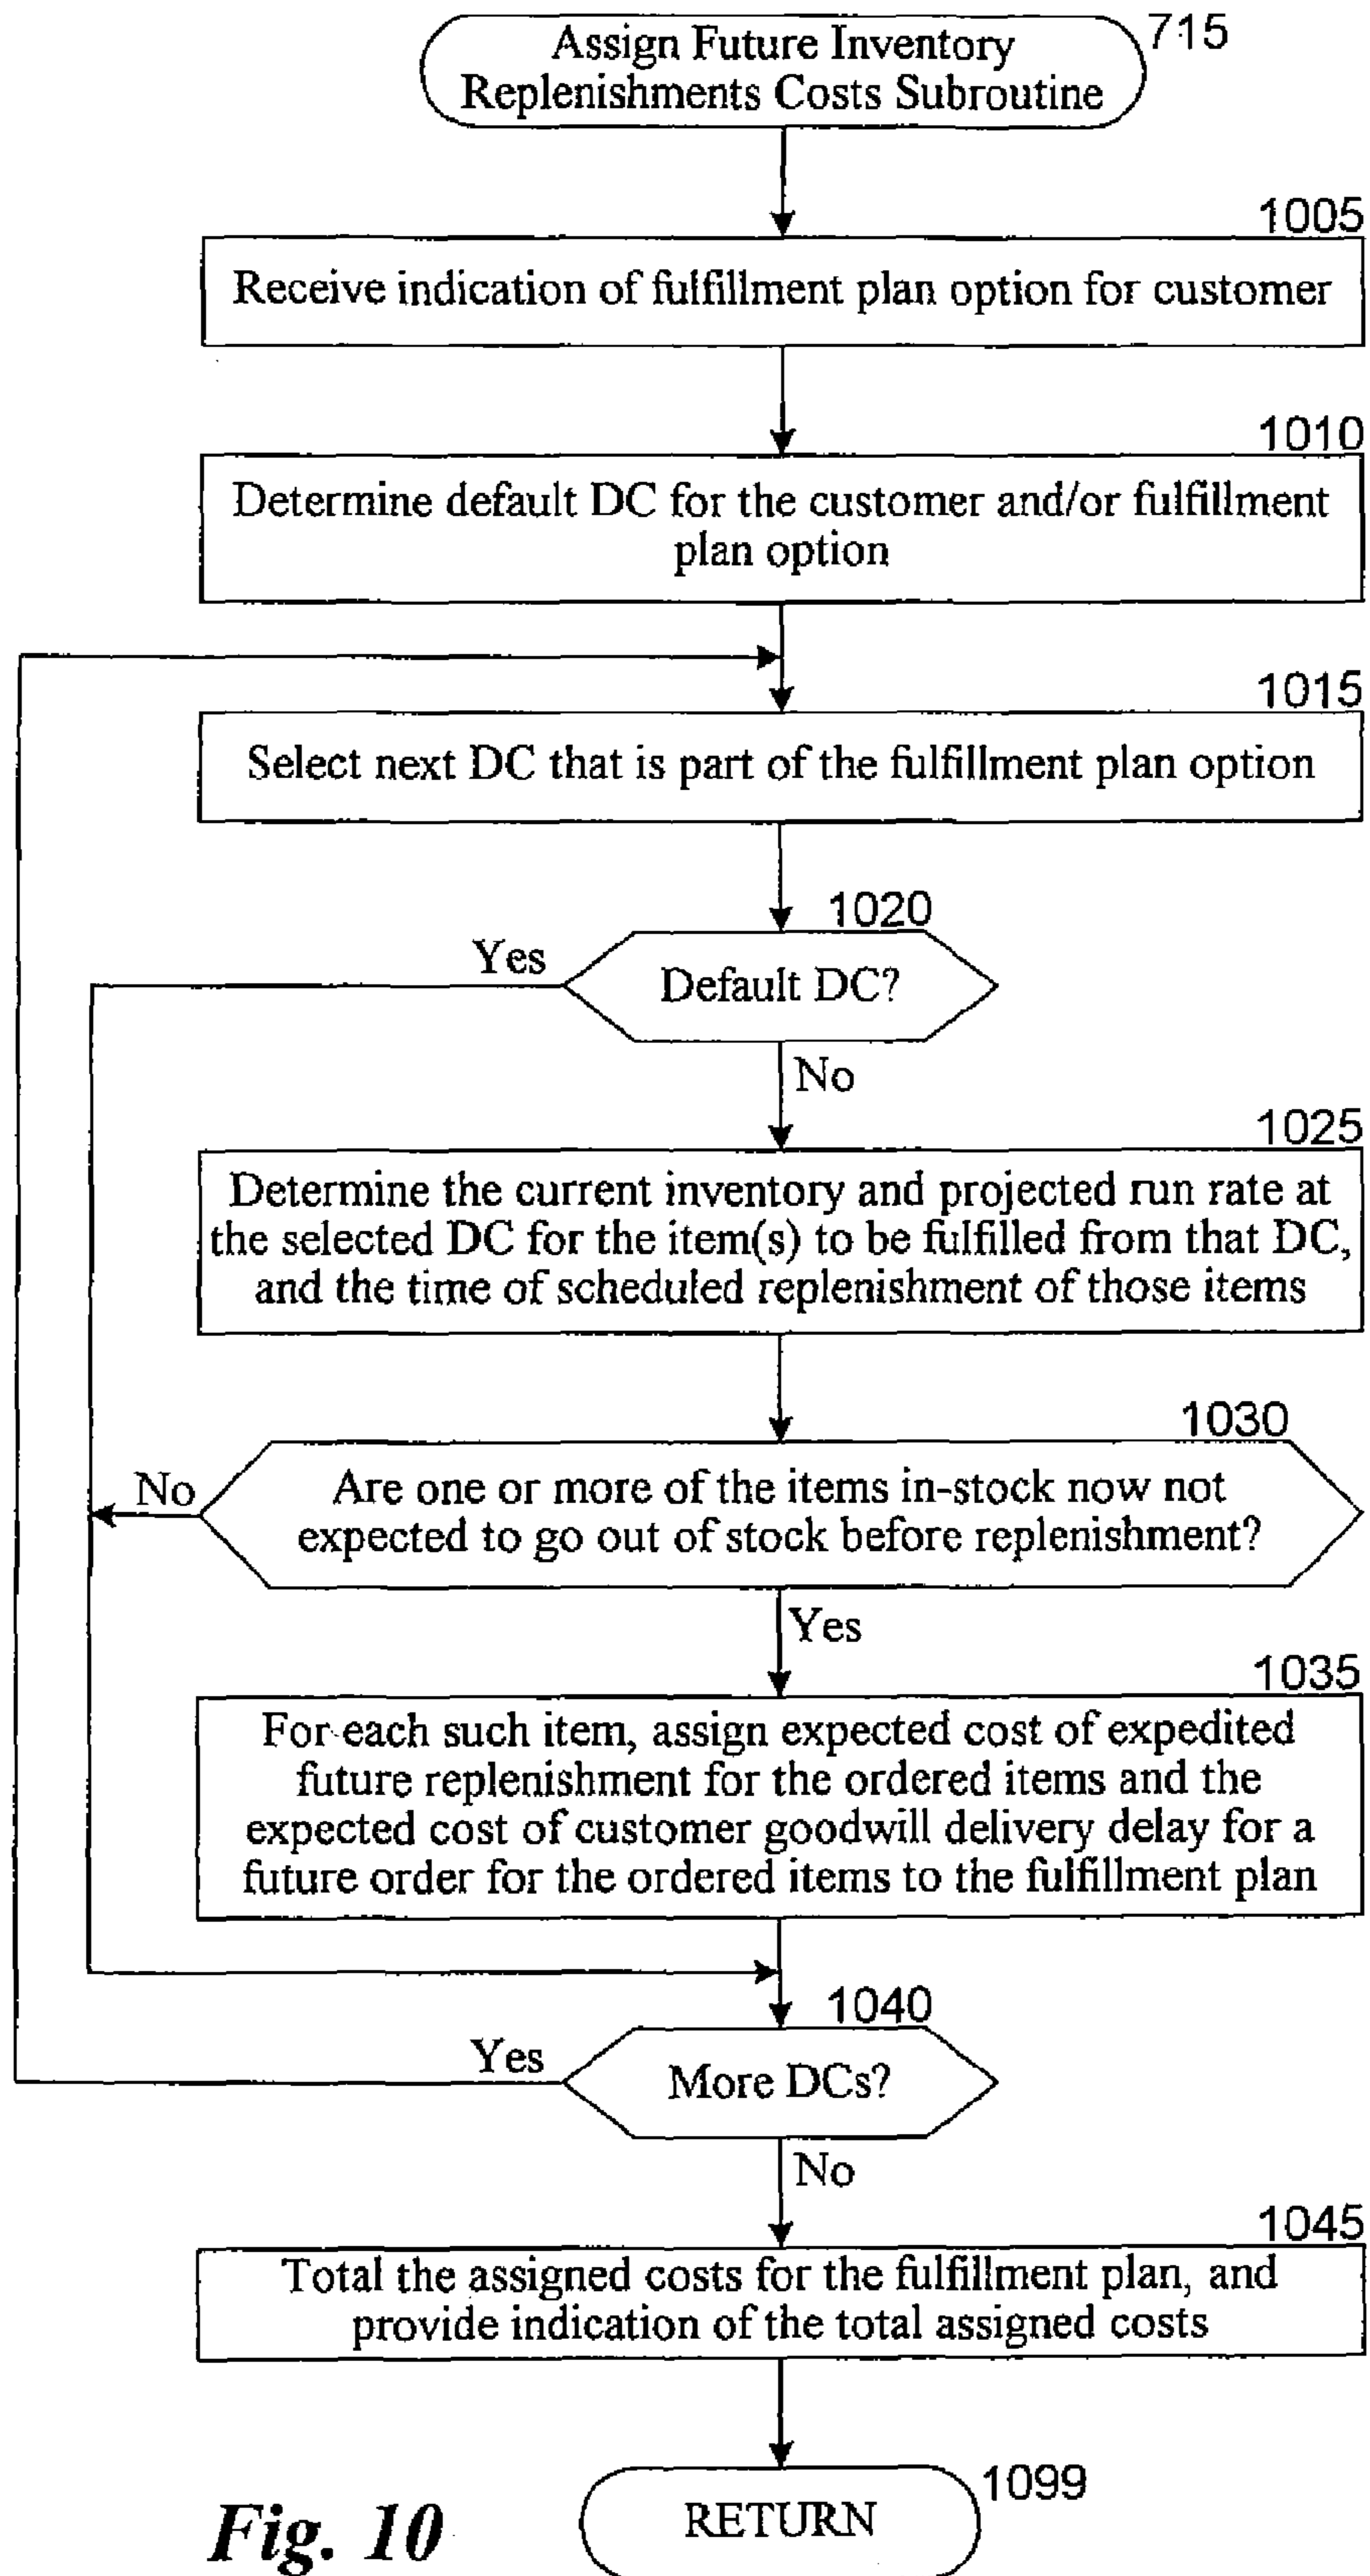 Assign Future Inventory
Replenishments Costs Subroutine
715
1005
Receive indication of fulfillment plan option for customer
1010
Determine default DC for the customer and/or fulfillment
plan option
1015
Select next DC that is part of the fulfillment plan option
1020
Yes
Default DC?
No
1025
Determine the current inventory and projected run rate at
the selected DC for the item(s) to be fulfilled from that DC,
and the time of scheduled replenishment of those items
1030
No
Are one or more of the items in-stock now not
expected to go out of stock before replenishment?
Yes
1035
For each such item, assign expected cost of expedited
future replenishment for the ordered items and the
expected cost of customer goodwill delivery delay for a
future order for the ordered items to the fulfillment plan
1040
Yes
More DCs?
No
1045
Total the assigned costs for the fulfillment plan, and
provide indication of the total assigned costs
1099
RETURN
Fig. 10